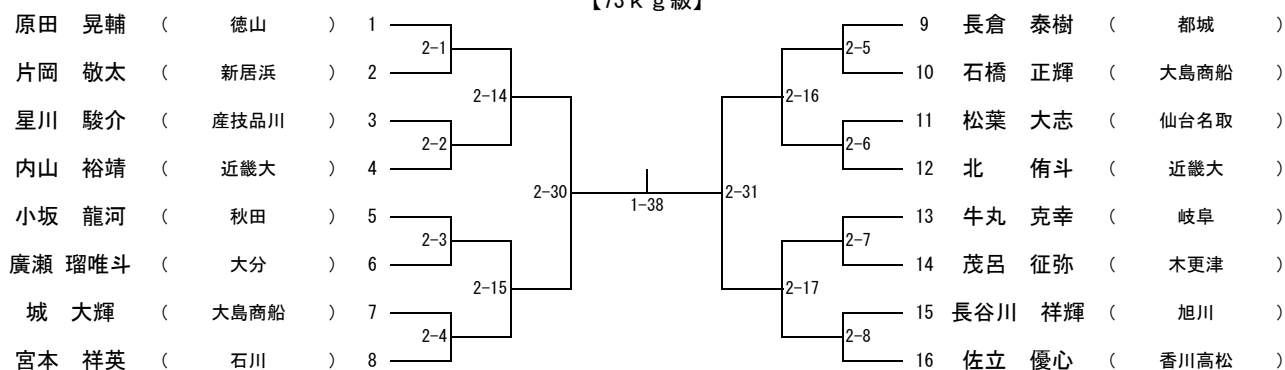 【73ｋｇ級】
原田　晃輔 （ 徳山 ） 1
片岡　敬太 （ 新居浜 ） 2
星川　駿介 （ 産技品川 ） 3
内山　裕靖 （ 近畿大 ） 4
小坂　龍河 （ 秋田 ） 5
廣瀬 瑠唯斗 （ 大分 ） 6
城　大輝 （ 大島商船 ） 7
宮本　祥英 （ 石川 ） 8
2-1
2-2
2-3
2-4
2-14
2-15
2-30
1-38
2-31
2-16
2-17
2-5
2-6
2-7
2-8
9 長倉　泰樹 （ 都城 ）
10 石橋　正輝 （ 大島商船 ）
11 松葉　大志 （ 仙台名取 ）
12 北　　侑斗 （ 近畿大 ）
13 牛丸　克幸 （ 岐阜 ）
14 茂呂　征弥 （ 木更津 ）
15 長谷川　祥輝 （ 旭川 ）
16 佐立　優心 （ 香川高松 ）